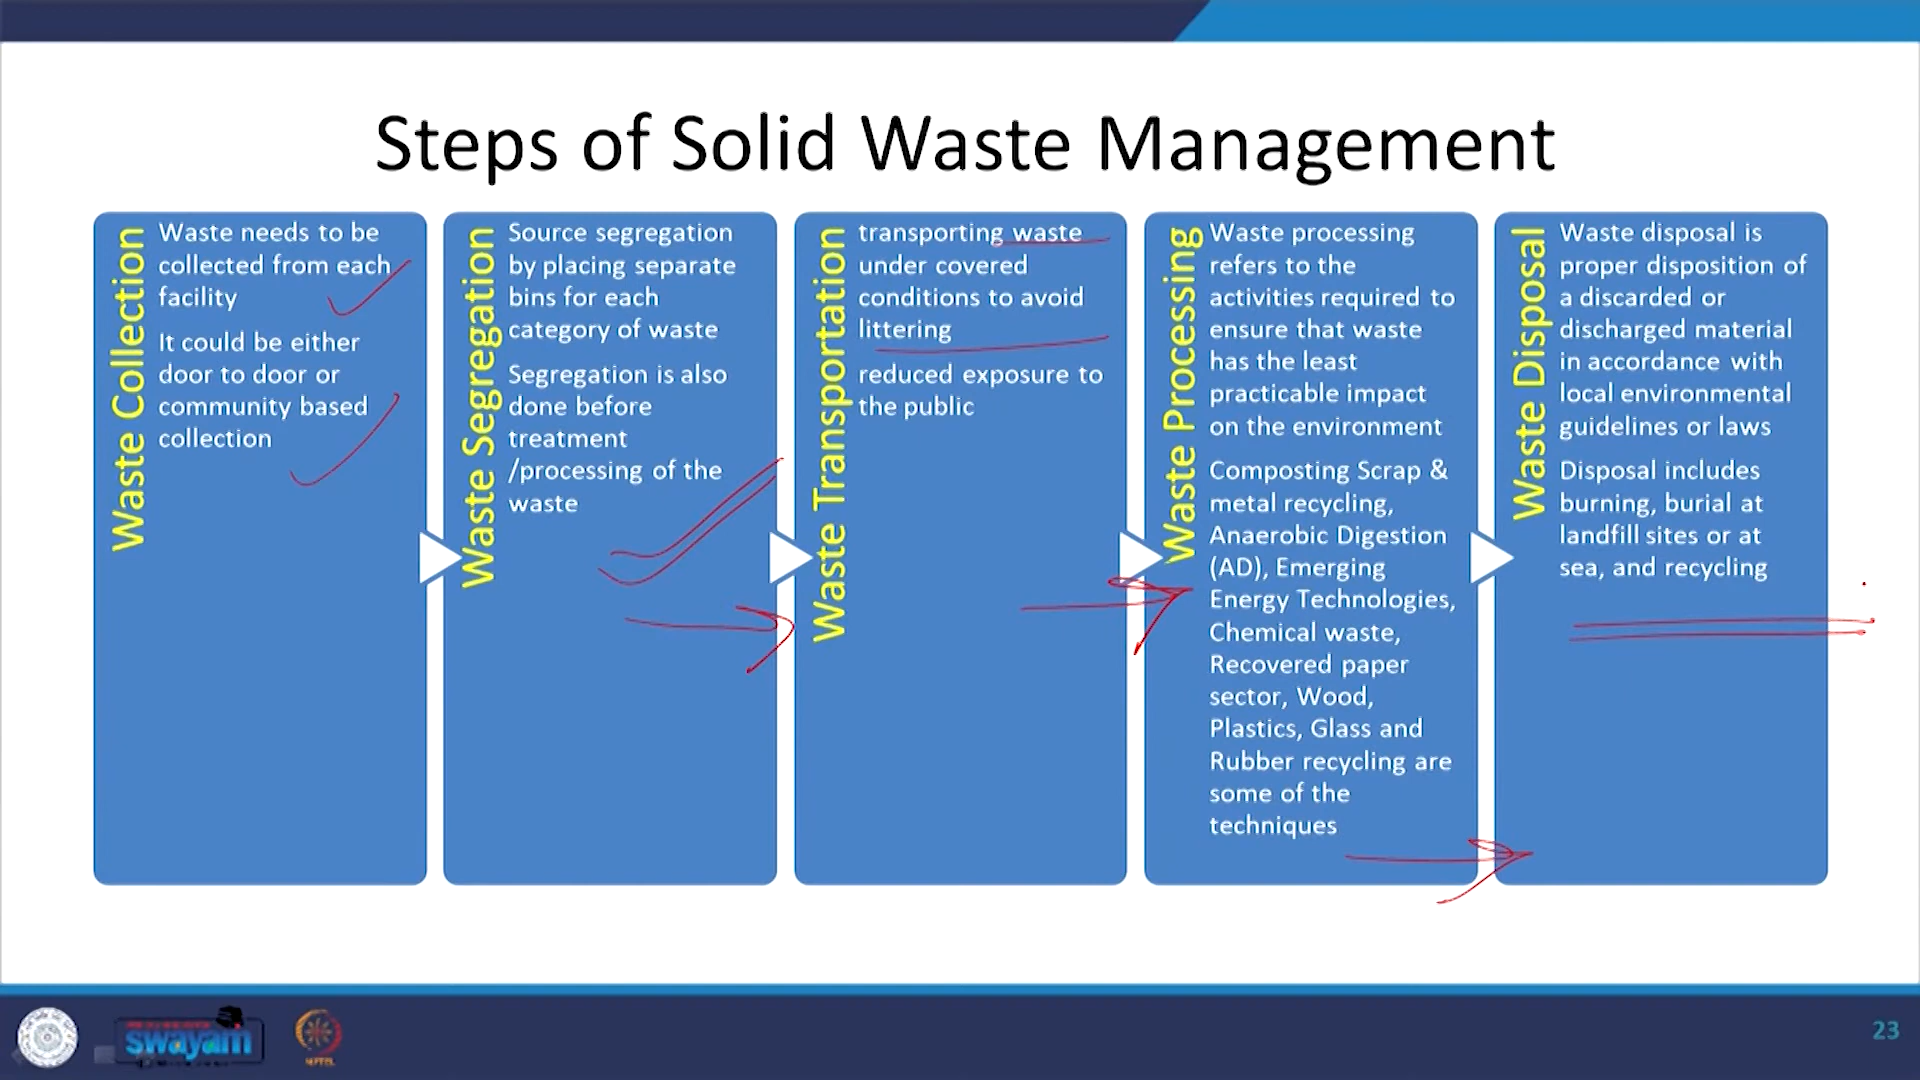 Steps of Solid Waste Management
Waste Collection
Waste needs to be
collected from each
facility
It could be either
door to door or
community based
collection
Waste Segregation
Source segregation
by placing separate
bins for each
category of waste
Segregation is also
done before
treatment
/processing of the
waste
Waste Transportation
transporting waste
under covered
conditions to avoid
littering
reduced exposure to
the public
Waste Processing
Waste processing
refers to the
activities required to
ensure that waste
has the least
practicable impact
on the environment
Composting Scrap &
metal recycling,
Anaerobic Digestion
(AD), Emerging
Energy Technologies,
Chemical waste,
Recovered paper
sector, Wood,
Plastics, Glass and
Rubber recycling are
some of the
techniques
Waste Disposal
Waste disposal is
proper disposition of
a discarded or
discharged material
in accordance with
local environmental
guidelines or laws
Disposal includes
burning, burial at
landfill sites or at
sea, and recycling
swayam
23